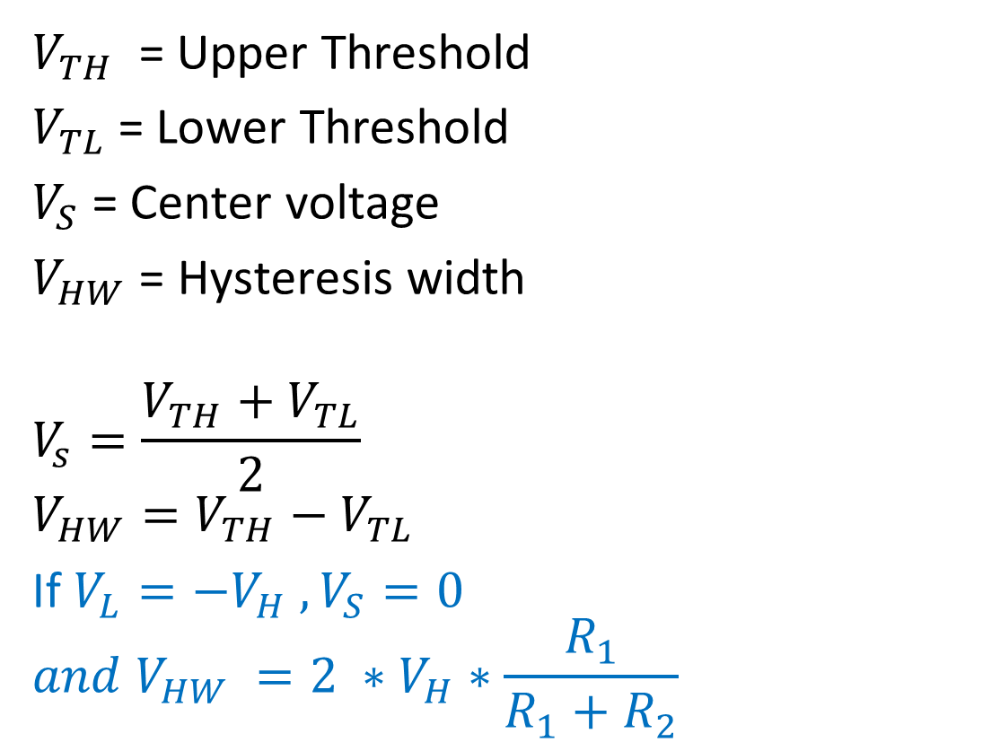 V_{TH} = Upper Threshold
V_{TL} = Lower Threshold
V_S = Center voltage
V_{HW} = Hysteresis width
V_s = \frac{V_{TH} + V_{TL}}{2}
V_{HW} = V_{TH} − V_{TL}
If V_L = −V_H , V_S = 0
and V_{HW} = 2 * V_H * \frac{R_1}{R_1 + R_2}